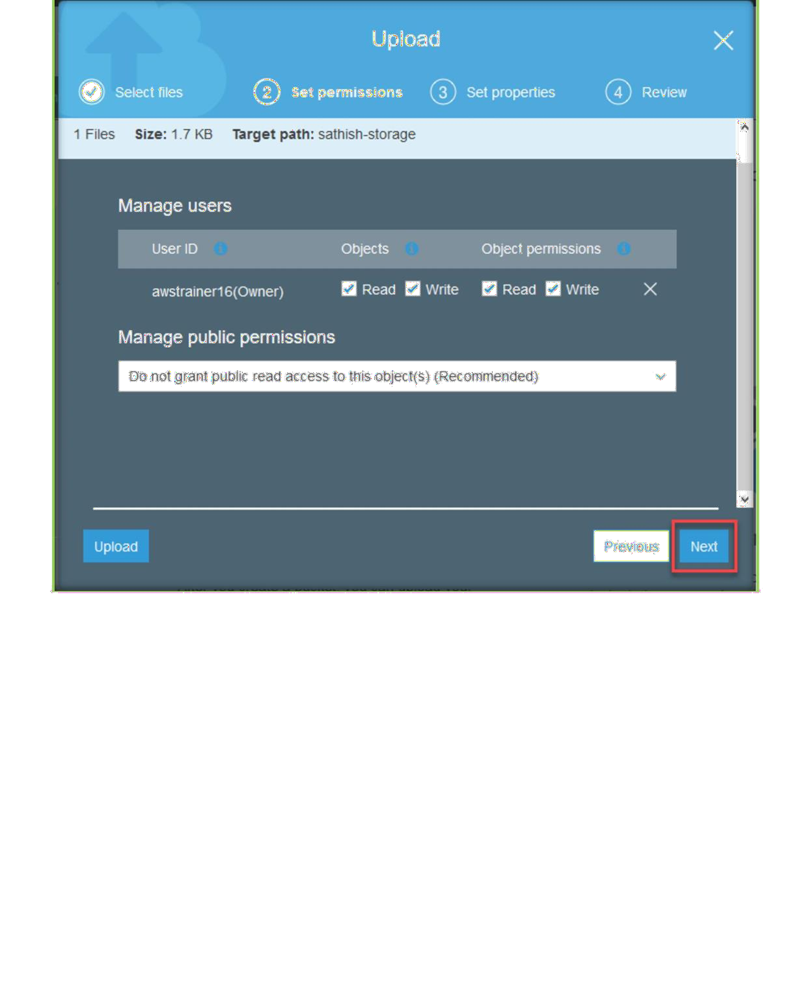 Upload
Select files 2 Set permissions 3 Set properties 4 Review
1 Files Size: 1.7 KB Target path: sathish-storage
Manage users
User ID Objects Object permissions
awstrainer16(Owner) Read Write Read Write
Manage public permissions
Do not grant public read access to this object(s) (Recommended)
Upload Previous Next